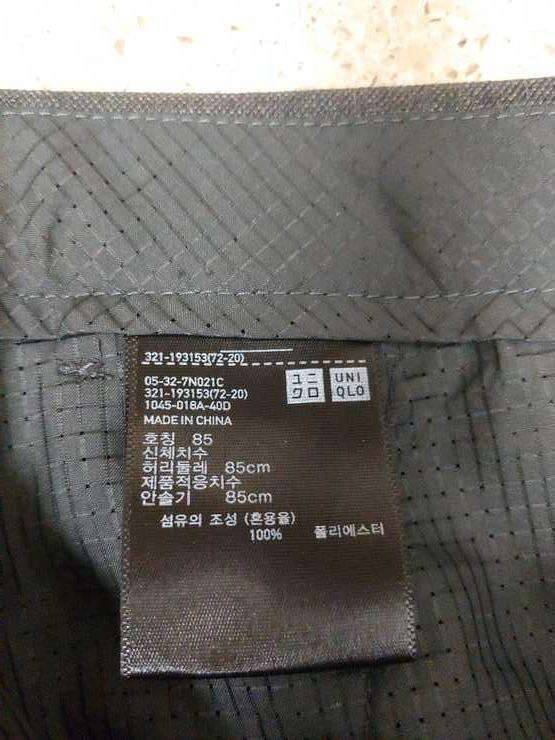 321-193153(72-20)
05-32-7N021C
321-193153(72-20)
1045-018A-40D
MADE IN CHINA
ユニ
クロ
UNI
QLO
호칭 85
신체치수
허리둘레 85cm
제품적용치수
안솔기 85cm
섬유의 조성 (혼용율)
100% 폴리에스터